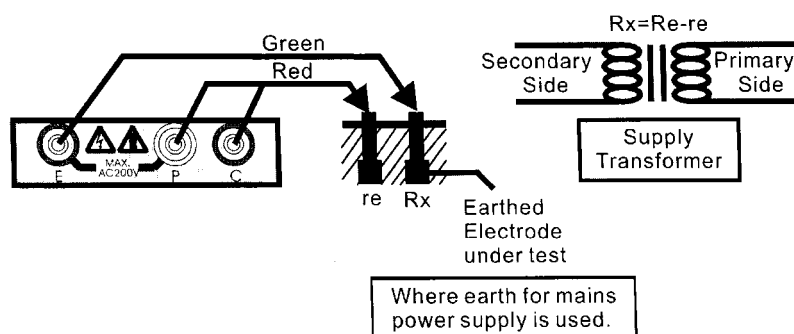 Green
Red
MAX.
AC200V
E
P
C
re
Rx
Earthed
Electrode
under test
Where earth for mains
power supply is used.
Rx=Re-re
Secondary
Side
Primary
Side
Supply
Transformer